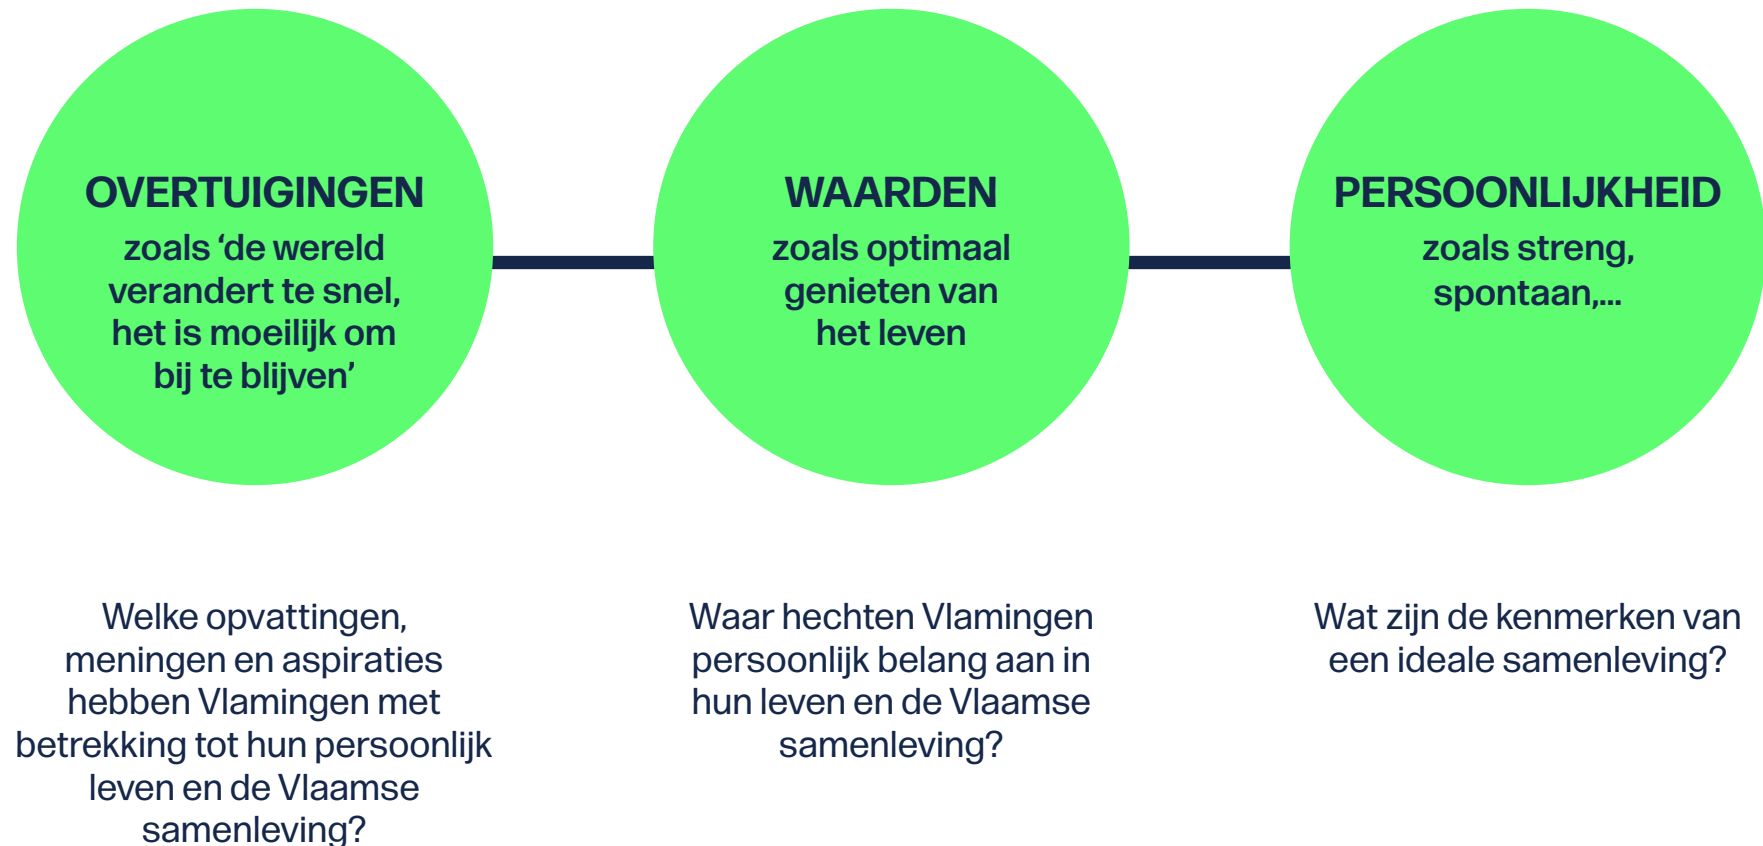 OVERTUIGINGEN
zoals ‘de wereld
verandert te snel,
het is moeilijk om
bij te blijven’
Welke opvattingen,
meningen en aspiraties
hebben Vlamingen met
betrekking tot hun persoonlijk
leven en de Vlaamse
samenleving?
WAARDEN
zoals optimaal
genieten van
het leven
Waar hechten Vlamingen
persoonlijk belang aan in
hun leven en de Vlaamse
samenleving?
PERSOONLIJKHEID
zoals streng,
spontaan,...
Wat zijn de kenmerken van
een ideale samenleving?